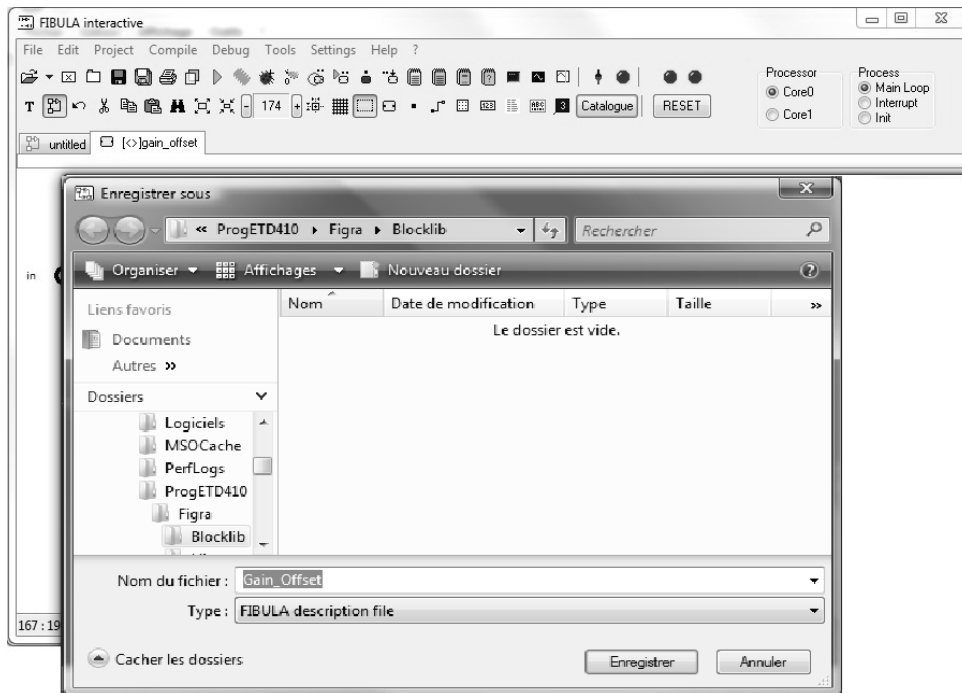 FIBULA interactive
File Edit Project Compile Debug Tools Settings Help ?
174
Catalogue
RESET
Processor
Core0
Core1
Process
Main Loop
Interrupt
Init
untitled
[<>]gain_offset
in
Enregistrer sous
« ProgETD410 Figra Blocklib
Rechercher
Organiser Affichages Nouveau dossier
Liens favoris
Documents
Autres »
Dossiers
Logiciels
MSOCache
PerfLogs
ProgETD410
Figra
Blocklib
Nom Date de modification Type Taille »
Le dossier est vide.
Nom du fichier : Gain_Offset
Type : FIBULA description file
167 : 19
Cacher les dossiers
Enregistrer
Annuler